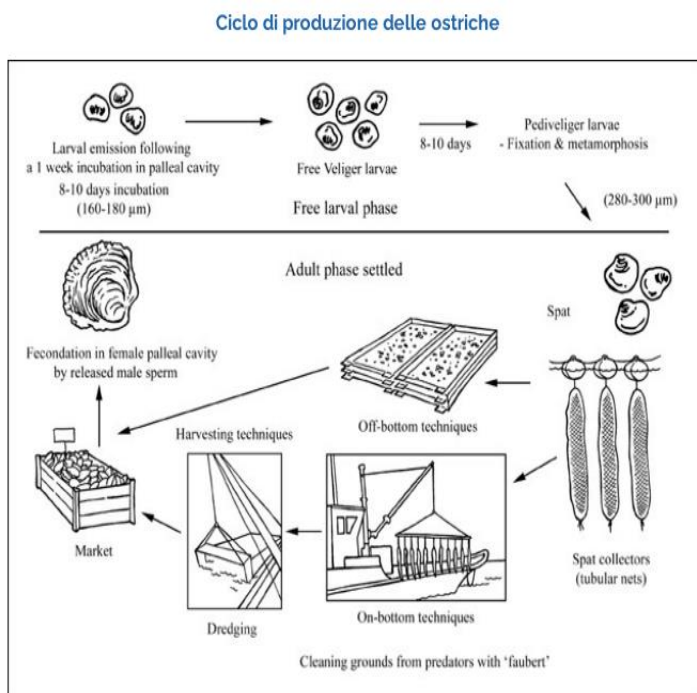 Ciclo di produzione delle ostriche
Larval emission following
a 1 week incubation in palleal cavity
8-10 days incubation
(160-180 µm)
Free Veliger larvae
Free larval phase
8-10 days
Pediveliger larvae
- Fixation & metamorphosis
(280-300 µm)
Adult phase settled
Spat
Fecondation in female palleal cavity
by released male sperm
Off-bottom techniques
Harvesting techniques
Market
Dredging
On-bottom techniques
Spat collectors
(tubular nets)
Cleaning grounds from predators with ‘faubert’